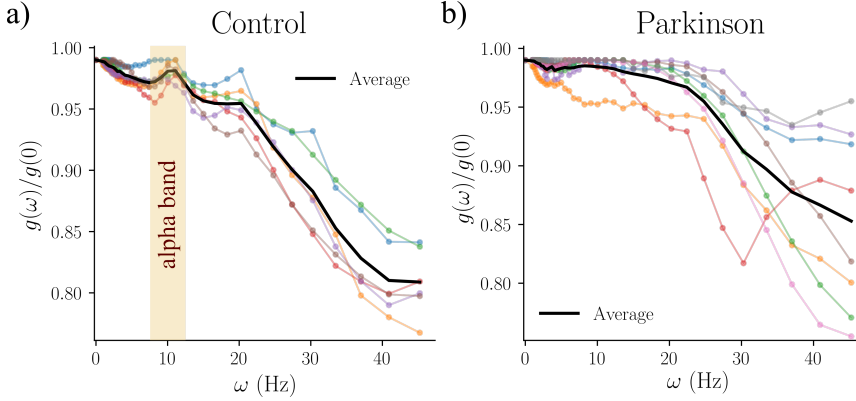 a)
Control
1.00
0.95
0.90
0.85
0.80
g(ω)/g(0)
Average
alpha band
0
10
20
30
40
ω (Hz)
b)
Parkinson
1.00
0.95
0.90
0.85
0.80
g(ω)/g(0)
Average
0
10
20
30
40
ω (Hz)